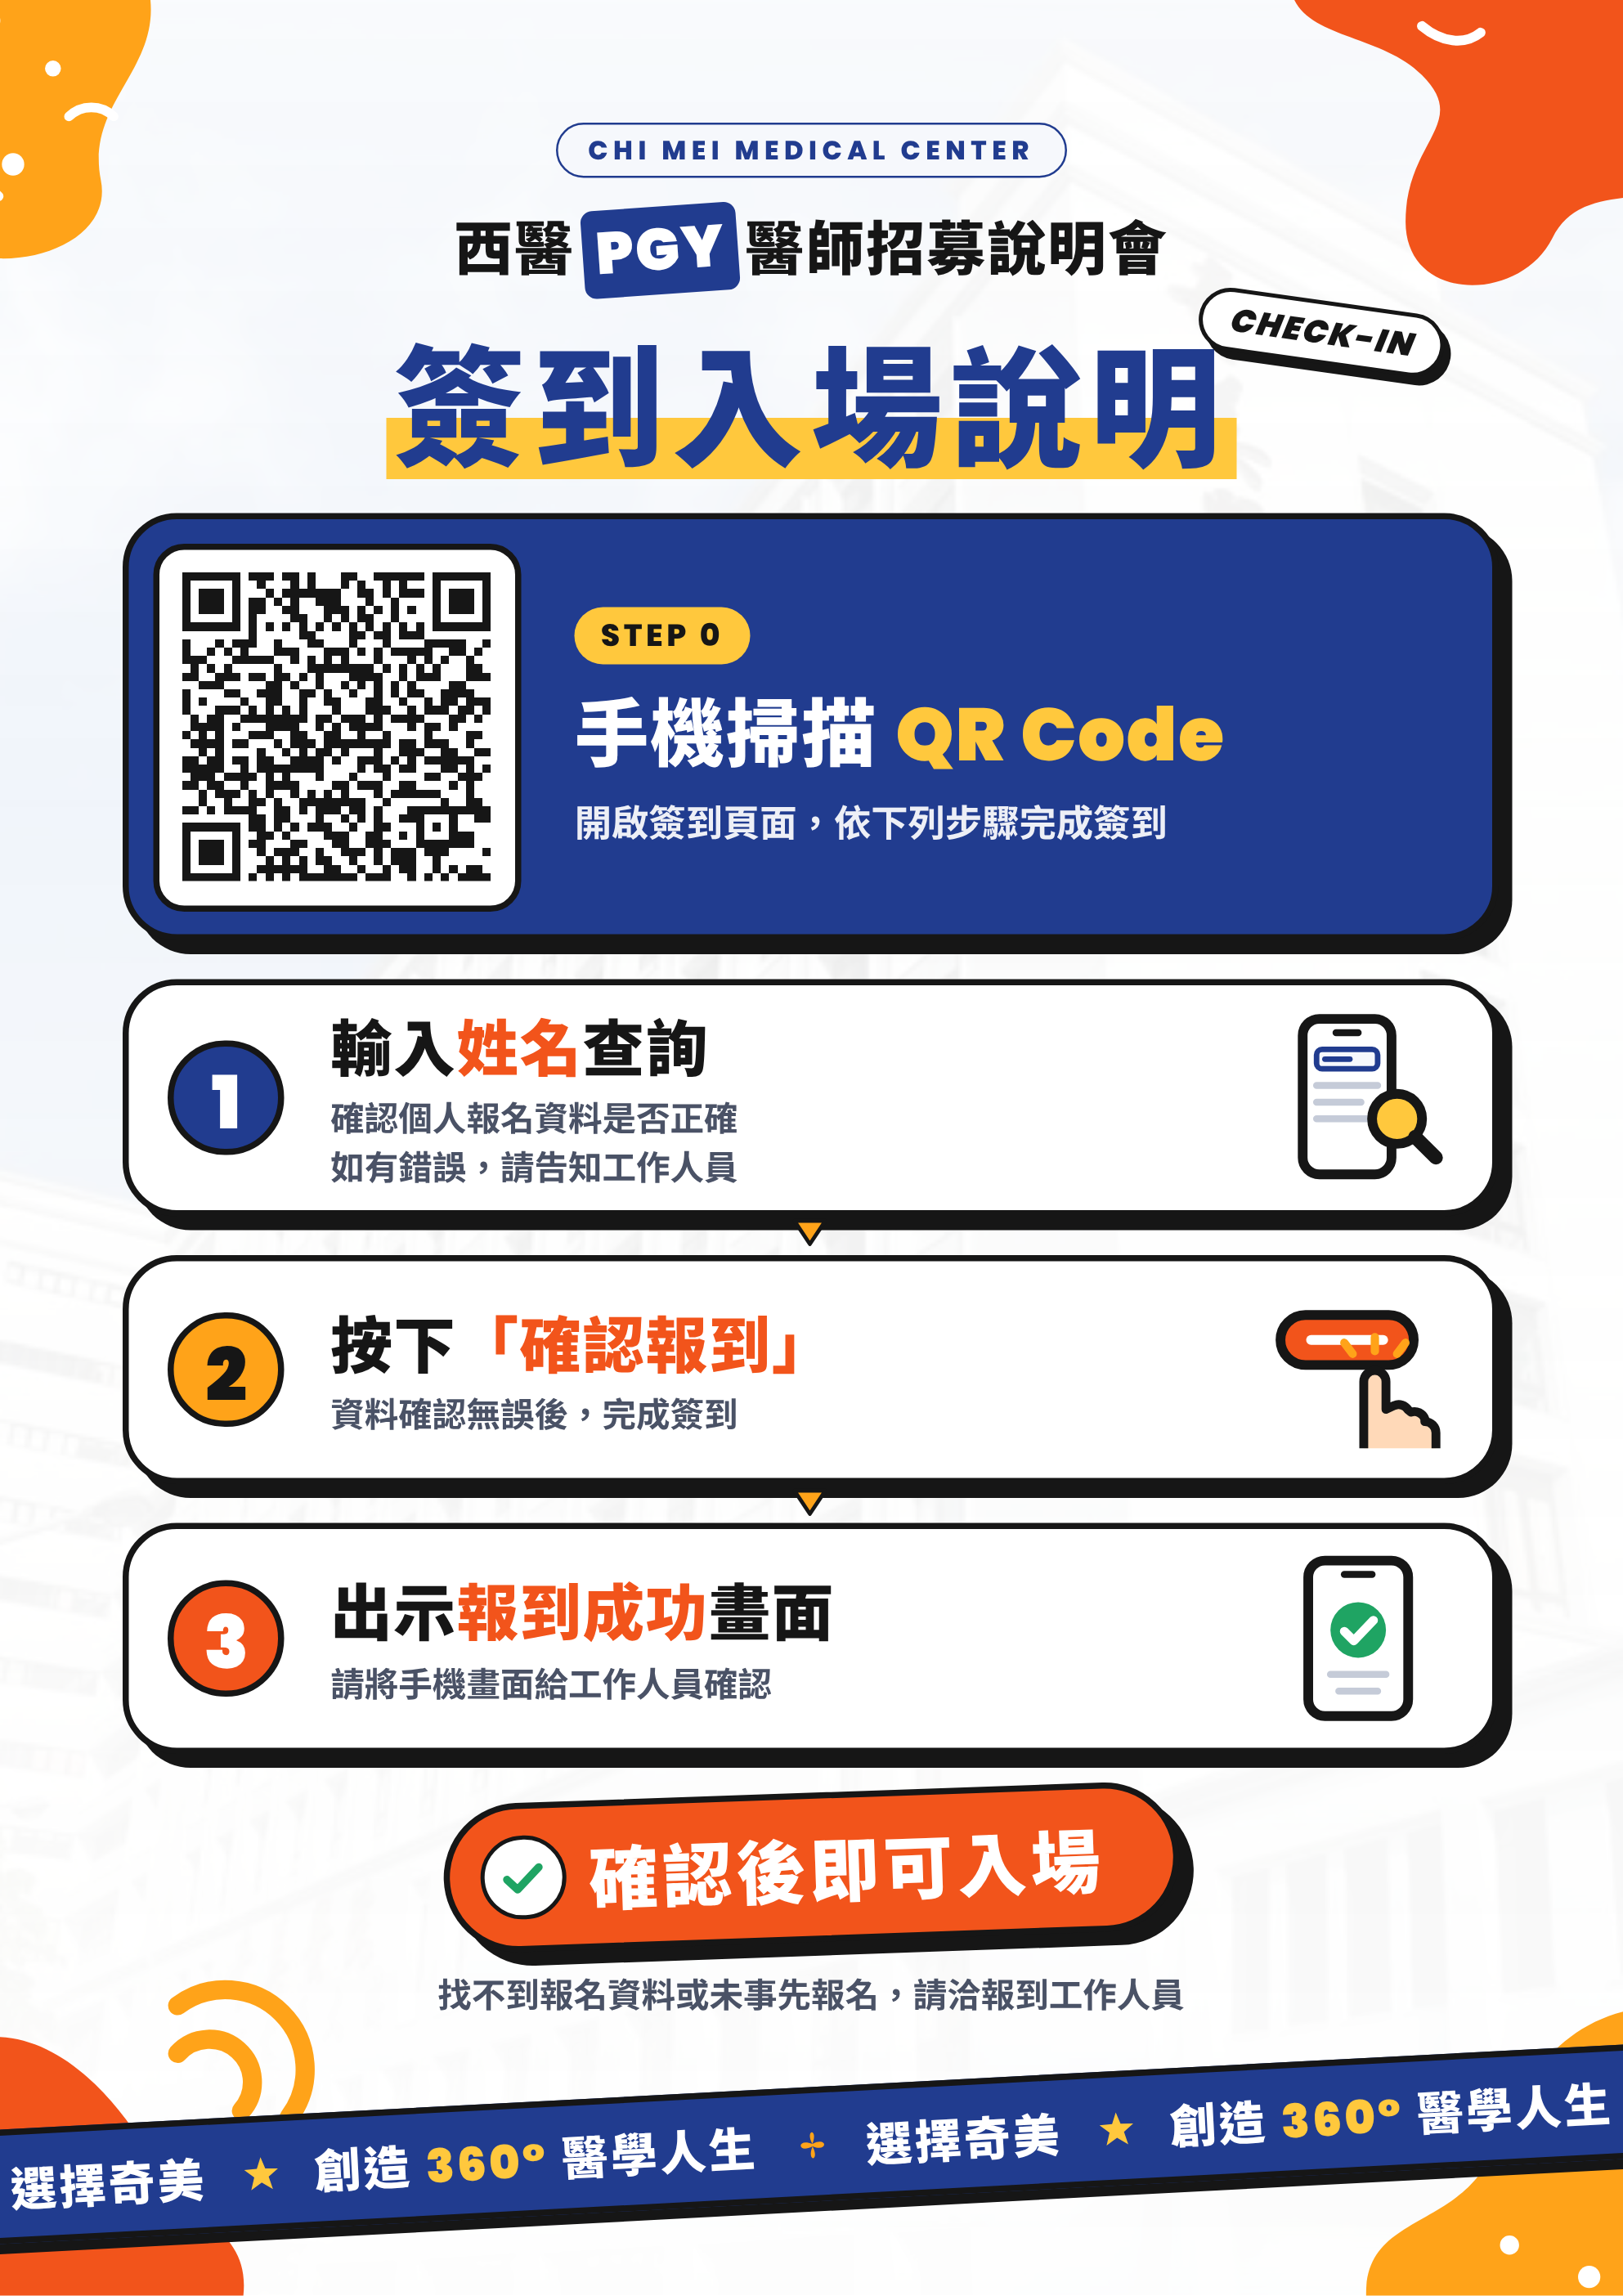 CHI MEI MEDICAL CENTER
西醫 PGY 醫師招募說明會
CHECK-IN
簽到入場說明
STEP 0
手機掃描 QR Code
開啟簽到頁面，依下列步驟完成簽到
1
輸入姓名查詢
確認個人報名資料是否正確
如有錯誤，請告知工作人員
2
按下「確認報到」
資料確認無誤後，完成簽到
3
出示報到成功畫面
請將手機畫面給工作人員確認
確認後即可入場
找不到報名資料或未事先報名，請洽報到工作人員
選擇奇美 ★ 創造 360° 醫學人生 選擇奇美 ★ 創造 360° 醫學人生